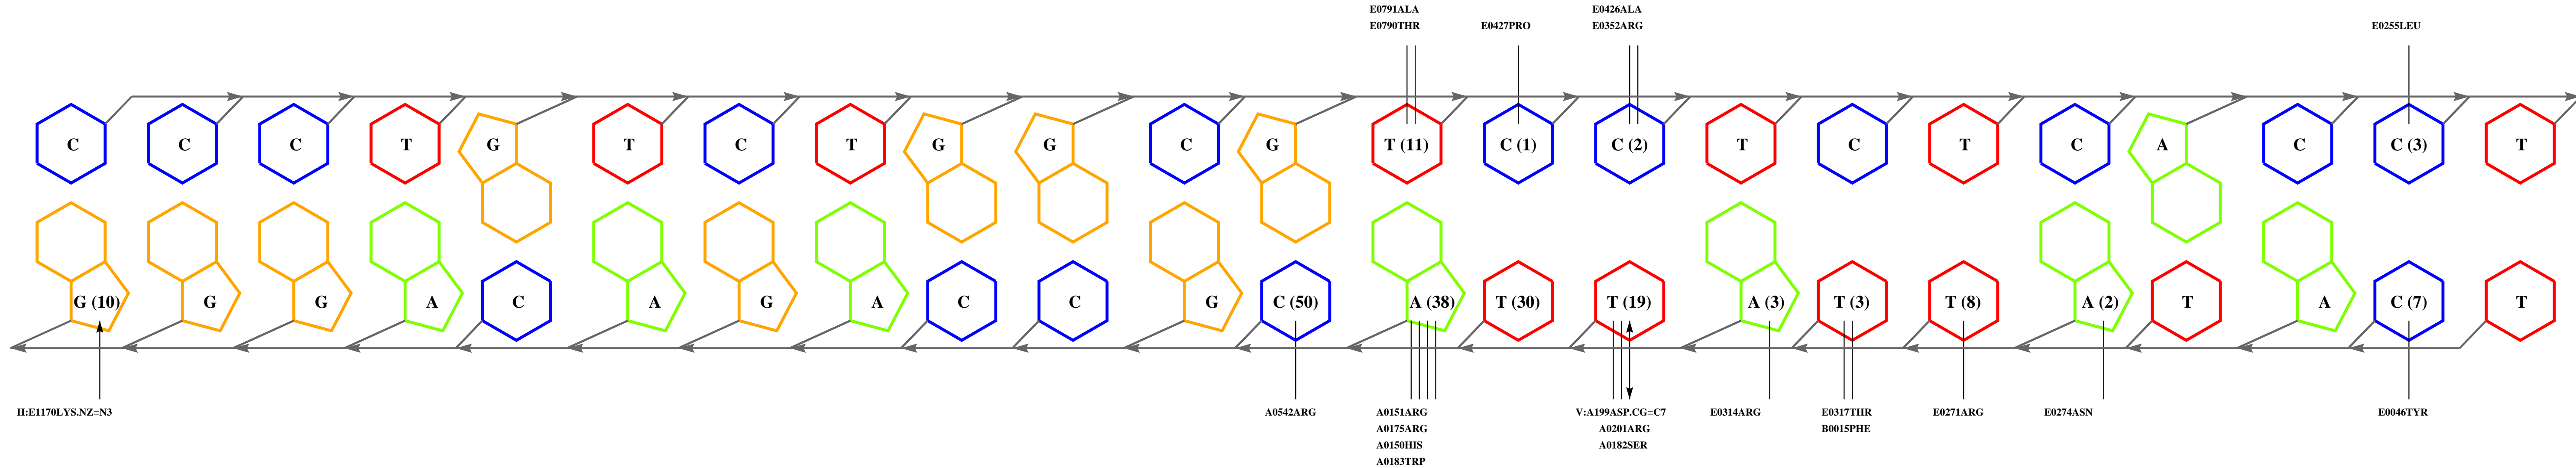 E0791ALA E0426ALA
E0790THR E0427PRO E0352ARG E0255LEU
C C C T G T C T G G C G T (11) C (1) C (2) T C T C A C C (3) T
G (10) G G A C A G A C C G C (50) A (38) T (30) T (19) A (3) T (3) T (8) A (2) T A C (7) T
H:E1170LYS.NZ=N3 A0542ARG A0151ARG V:A199ASP.CG=C7 E0314ARG E0317THR E0271ARG E0274ASN E0046TYR
A0175ARG A0201ARG B0015PHE
A0150HIS A0182SER
A0183TRP